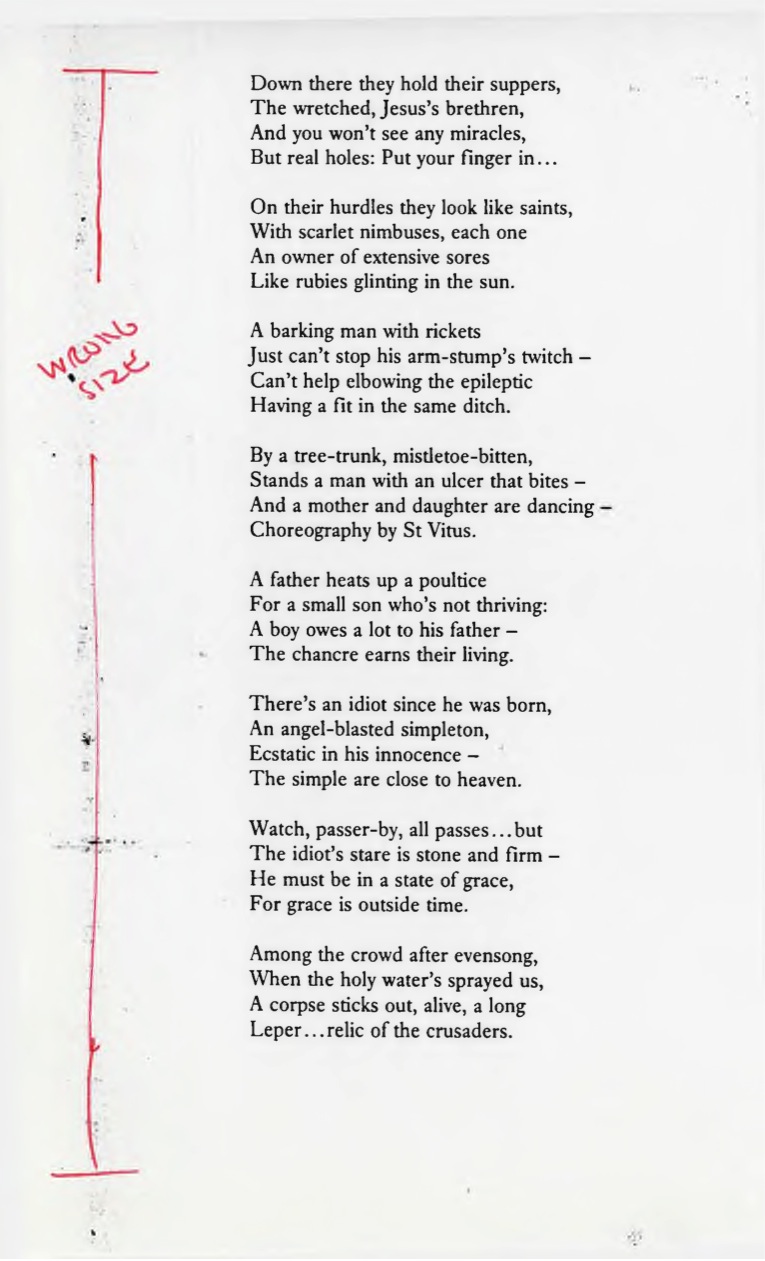 Down there they hold their suppers,
The wretched, Jesus's brethren,
And you won't see any miracles,
But real holes: Put your finger in...

On their hurdles they look like saints,
With scarlet nimbuses, each one
An owner of extensive sores
Like rubies glinting in the sun.

WRONG
SIZE

A barking man with rickets
Just can't stop his arm-stump's twitch –
Can't help elbowing the epileptic
Having a fit in the same ditch.

By a tree-trunk, mistletoe-bitten,
Stands a man with an ulcer that bites –
And a mother and daughter are dancing –
Choreography by St Vitus.

A father heats up a poultice
For a small son who's not thriving:
A boy owes a lot to his father –
The chancre earns their living.

There's an idiot since he was born,
An angel-blasted simpleton,
Ecstatic in his innocence –
The simple are close to heaven.

Watch, passer-by, all passes...but
The idiot's stare is stone and firm –
He must be in a state of grace,
For grace is outside time.

Among the crowd after evensong,
When the holy water's sprayed us,
A corpse sticks out, alive, a long
Leper...relic of the crusaders.